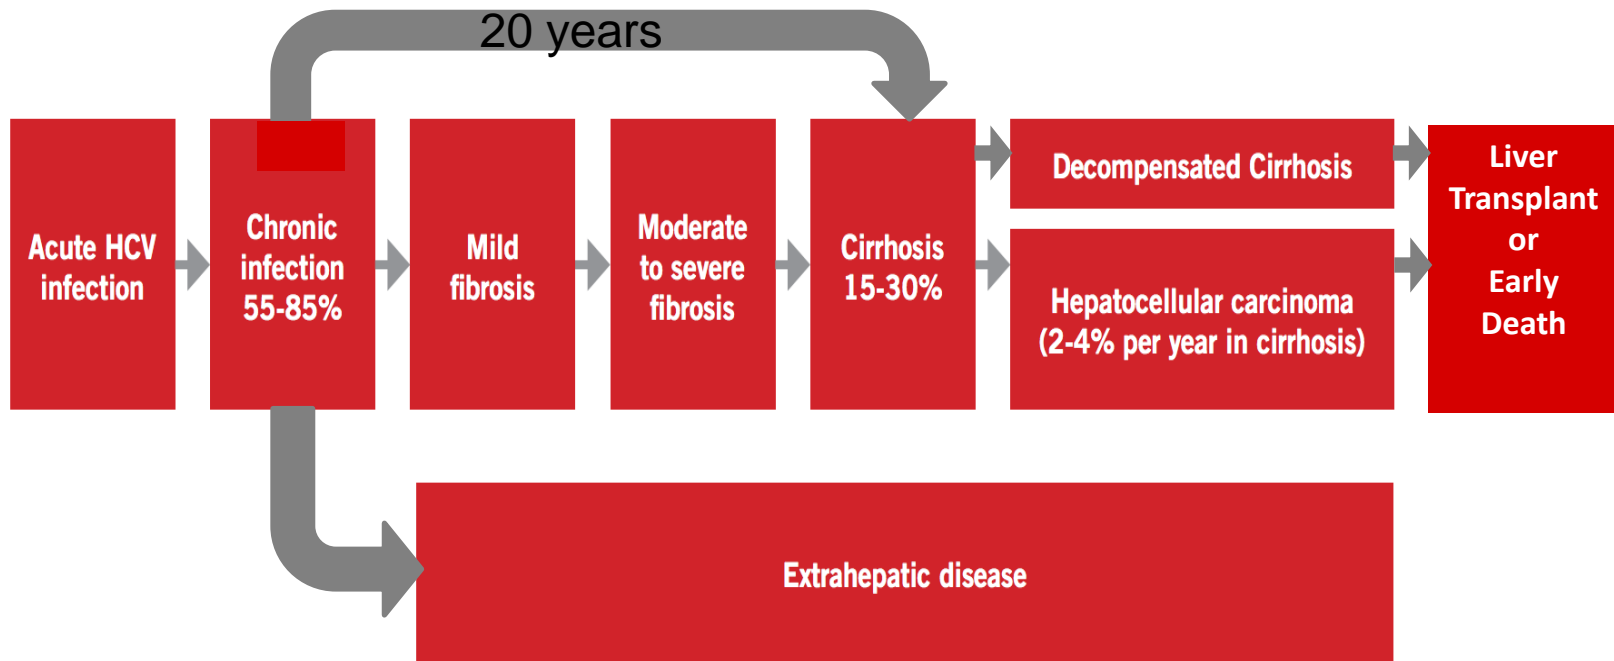 20 years
Acute HCV
infection
Chronic
infection
55-85%
Mild
fibrosis
Moderate
to severe
fibrosis
Cirrhosis
15-30%
Decompensated Cirrhosis
Hepatocellular carcinoma
(2-4% per year in cirrhosis)
Liver
Transplant
or
Early
Death
Extrahepatic disease